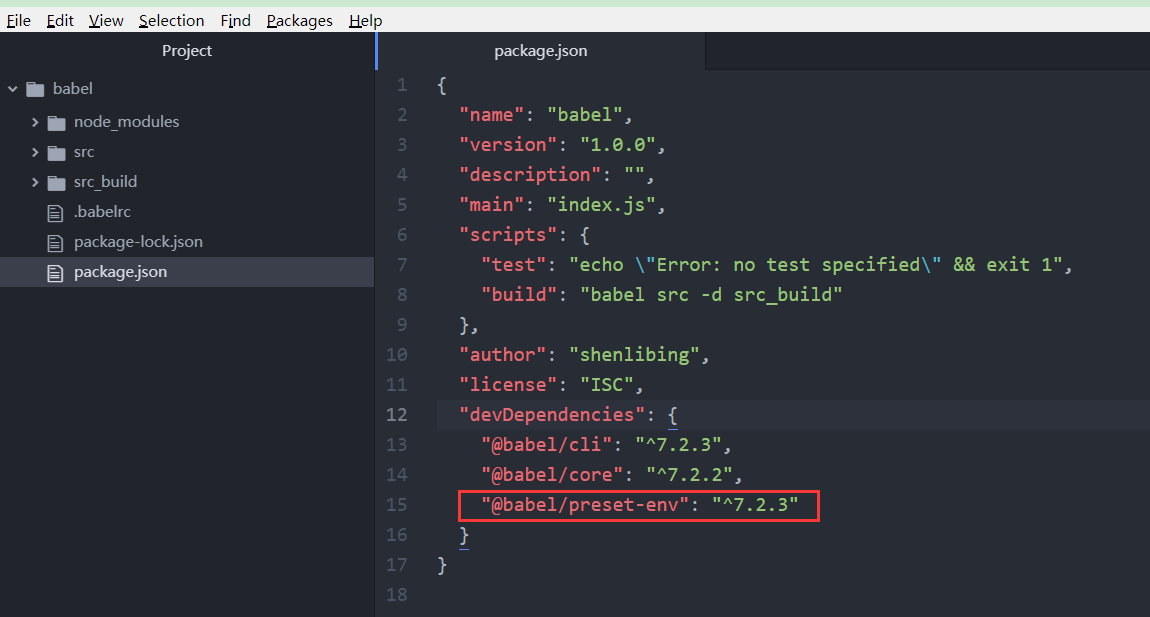 File Edit View Selection Find Packages Help
Project
babel
node_modules
src
src_build
.babelrc
package-lock.json
package.json
package.json
1 {
2 "name": "babel",
3 "version": "1.0.0",
4 "description": "",
5 "main": "index.js",
6 "scripts": {
7 "test": "echo \"Error: no test specified\" && exit 1",
8 "build": "babel src -d src_build"
9 },
10 "author": "shenlibing",
11 "license": "ISC",
12 "devDependencies": {
13 "@babel/cli": "^7.2.3",
14 "@babel/core": "^7.2.2",
15 "@babel/preset-env": "^7.2.3"
16 }
17 }
18